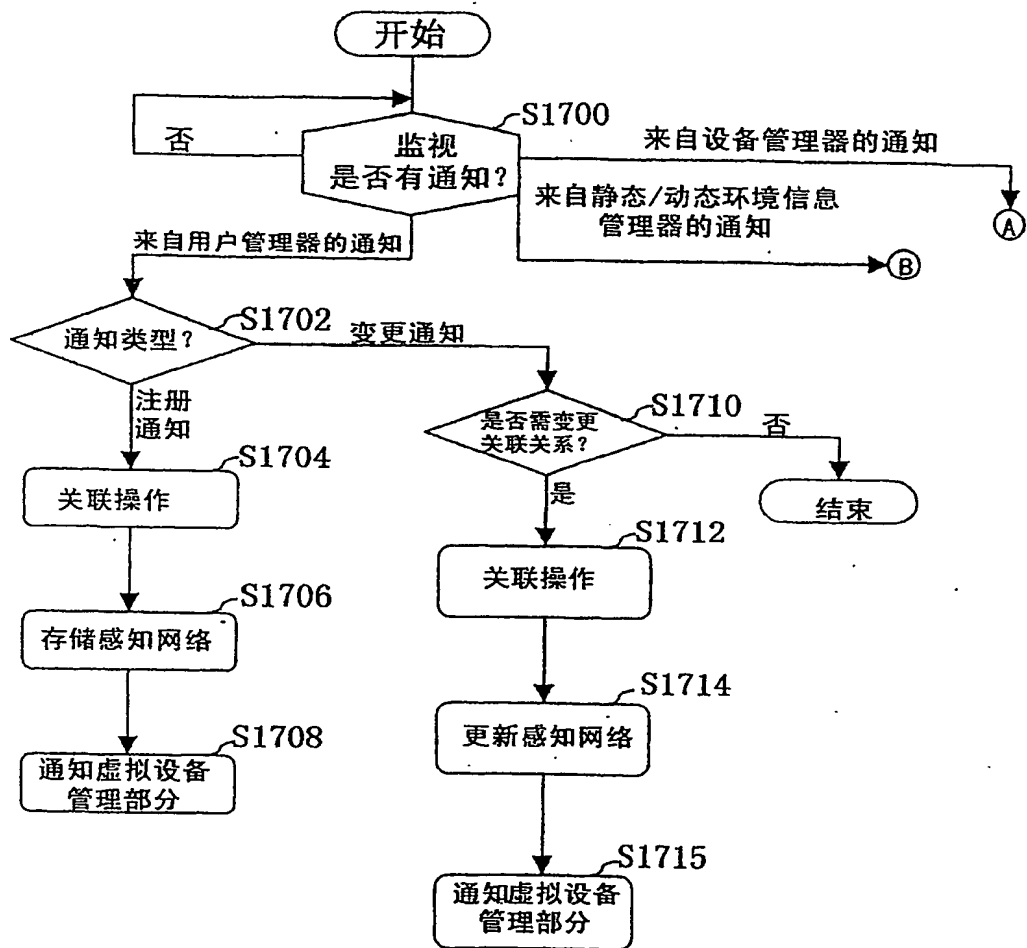 开始
S1700
否
监视
是否有通知?
来自设备管理器的通知
来自静态/动态环境信息
管理器的通知
A
来自用户管理器的通知
B
S1702
通知类型?
变更通知
注册
通知
S1710
是否需变更
关联关系?
否
S1704
关联操作
结束
是
S1712
关联操作
S1706
存储感知网络
S1714
更新感知网络
S1708
通知虚拟设备
管理部分
S1715
通知虚拟设备
管理部分